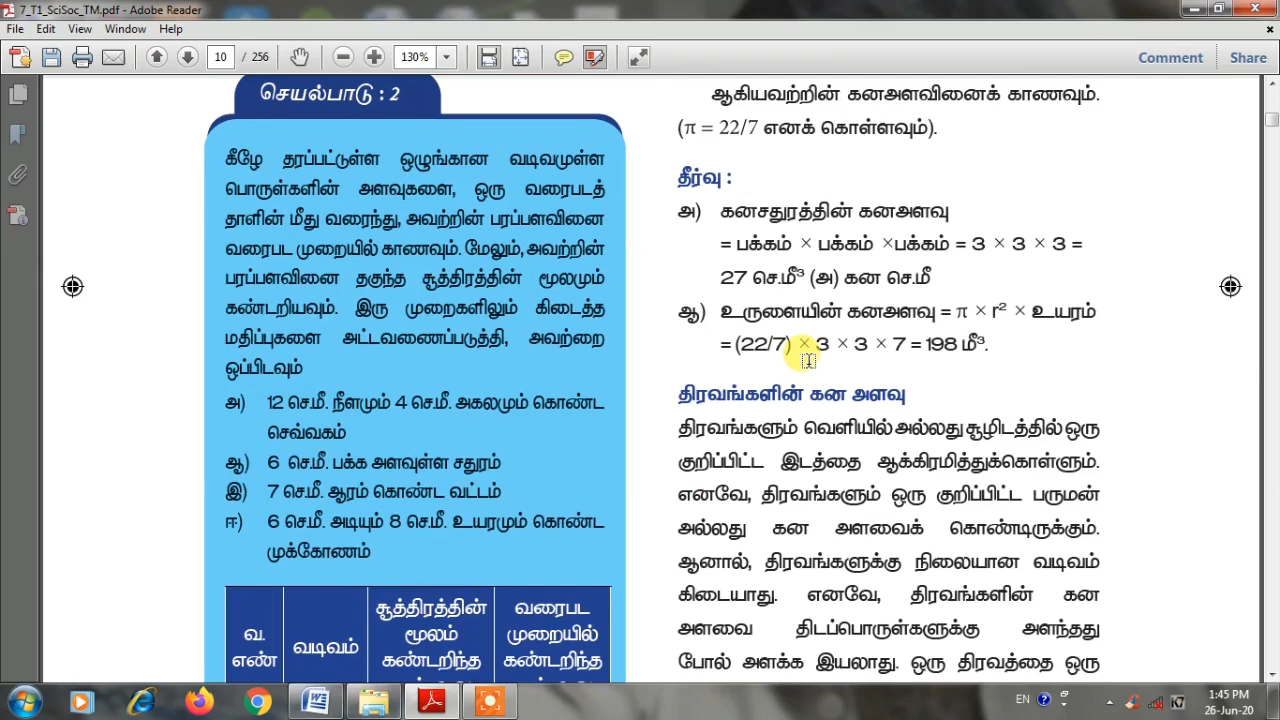 7_T1_SciSoc_TM.pdf - Adobe Reader
File Edit View Window Help
10 / 256 130% Comment Share
செயல்பாடு : 2
கீழே தரப்பட்டுள்ள ஒழுங்கான வடிவமுள்ள
பொருள்களின் அளவுகளை, ஒரு வரைபடத்
தாளின் மீது வரைந்து, அவற்றின் பரப்பளவினை
வரைபட முறையில் காணவும். மேலும், அவற்றின்
பரப்பளவினை தகுந்த சூத்திரத்தின் மூலமும்
கண்டறியவும். இரு முறைகளிலும் கிடைத்த
மதிப்புகளை அட்டவணைப்படுத்தி, அவற்றை
ஒப்பிடவும்
அ) 12 செ.மீ. நீளமும் 4 செ.மீ. அகலமும் கொண்ட
செவ்வகம்
ஆ) 6 செ.மீ. பக்க அளவுள்ள சதுரம்
இ) 7 செ.மீ. ஆரம் கொண்ட வட்டம்
ஈ) 6 செ.மீ. அடியும் 8 செ.மீ. உயரமும் கொண்ட
முக்கோணம்
வ. எண்
வடிவம்
சூத்திரத்தின்
மூலம்
கண்டறிந்த
வரைபட
முறையில்
கண்டறிந்த
ஆகியவற்றின் கனஅளவினைக் காணவும்.
(π = 22/7 எனக் கொள்ளவும்).
தீர்வு :
அ) கனசதுரத்தின் கனஅளவு
= பக்கம் × பக்கம் ×பக்கம் = 3 × 3 × 3 =
27 செ.மீ³ (அ) கன செ.மீ
ஆ) உருளையின் கனஅளவு = π × r² × உயரம்
= (22/7) × 3 × 3 × 7 = 198 மீ³.
திரவங்களின் கன அளவு
திரவங்களும் வெளியில் அல்லது சூழிடத்தில் ஒரு
குறிப்பிட்ட இடத்தை ஆக்கிரமித்துக்கொள்ளும்.
எனவே, திரவங்களும் ஒரு குறிப்பிட்ட பருமன்
அல்லது கன அளவைக் கொண்டிருக்கும்.
ஆனால், திரவங்களுக்கு நிலையான வடிவம்
கிடையாது. எனவே, திரவங்களின் கன
அளவை திடப்பொருள்களுக்கு அளந்தது
போல் அளக்க இயலாது. ஒரு திரவத்தை ஒரு
EN 1:45 PM
26-Jun-20